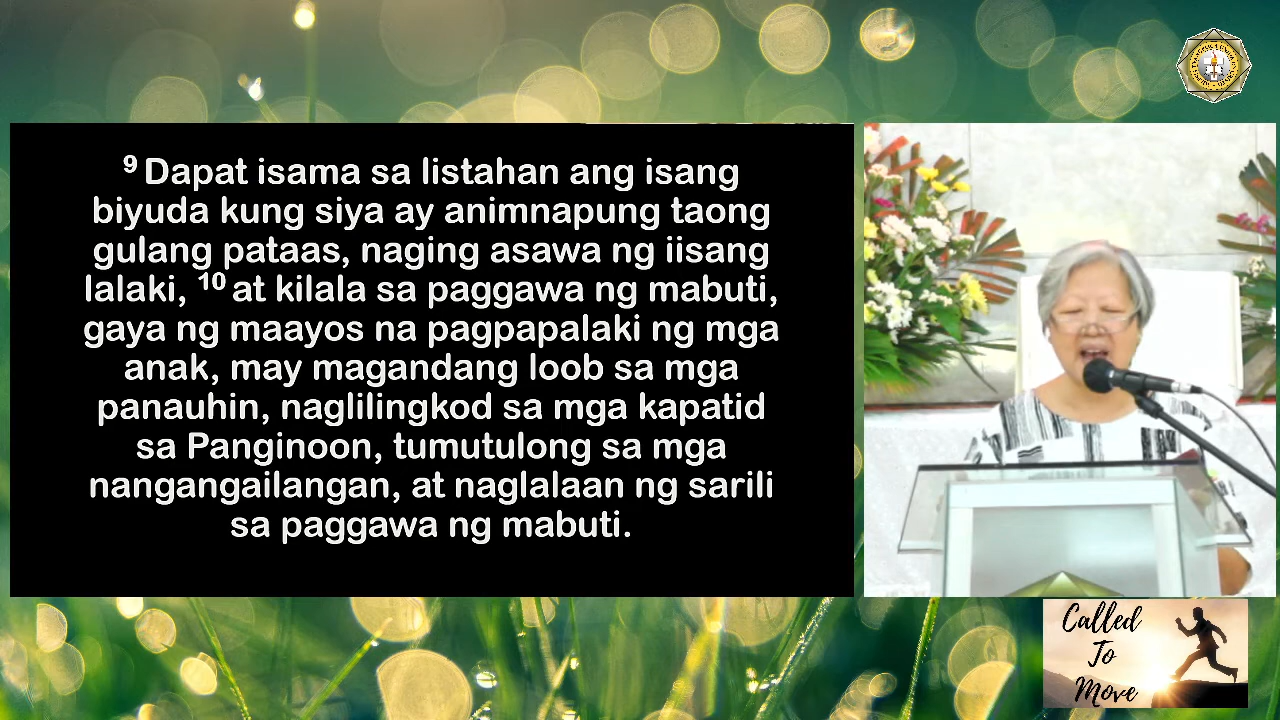 9 Dapat isama sa listahan ang isang
biyuda kung siya ay animnapung taong
gulang pataas, naging asawa ng iisang
lalaki, 10 at kilala sa paggawa ng mabuti,
gaya ng maayos na pagpapalaki ng mga
anak, may magandang loob sa mga
panauhin, naglilingkod sa mga kapatid
sa Panginoon, tumutulong sa mga
nangangailangan, at naglalaan ng sarili
sa paggawa ng mabuti.
Called
To
Move